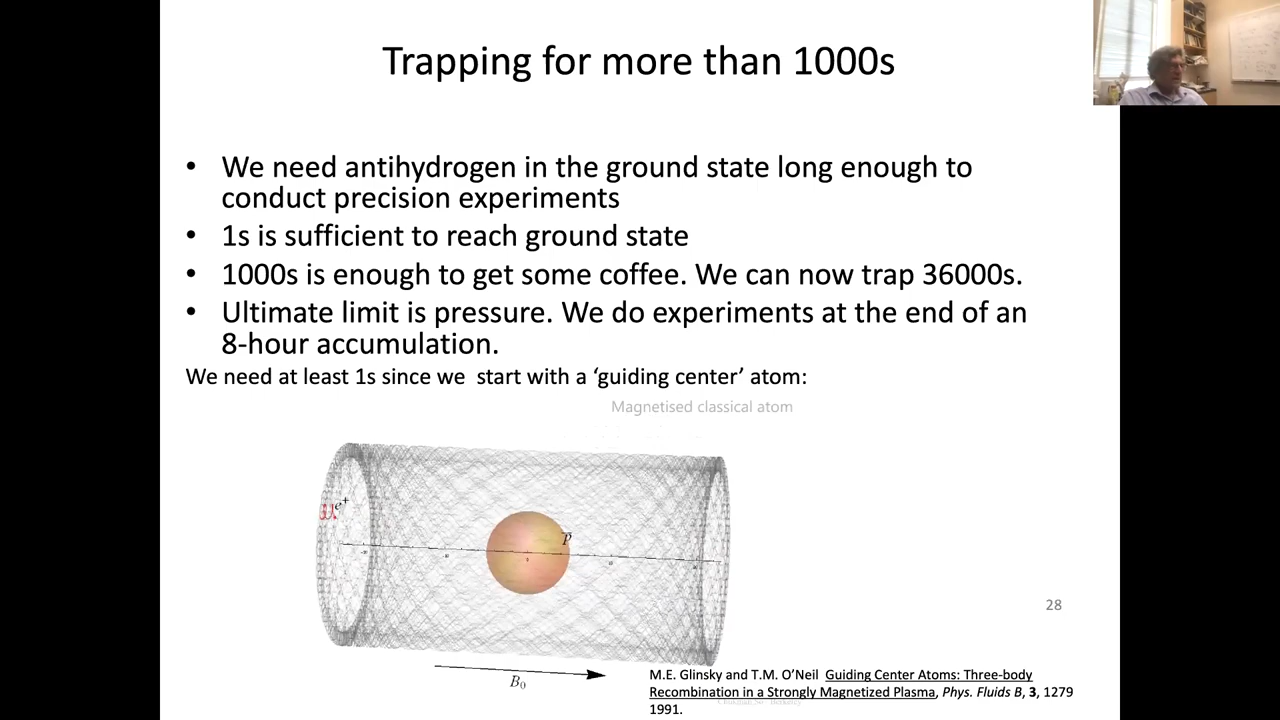 Trapping for more than 1000s
• We need antihydrogen in the ground state long enough to
conduct precision experiments
• 1s is sufficient to reach ground state
• 1000s is enough to get some coffee. We can now trap 36000s.
• Ultimate limit is pressure. We do experiments at the end of an
8-hour accumulation.
We need at least 1s since we start with a ‘guiding center’ atom:
Magnetised classical atom
e⁺
p̅
B₀
28
M.E. Glinsky and T.M. O’Neil Guiding Center Atoms: Three-body
Recombination in a Strongly Magnetized Plasma, Phys. Fluids B, 3, 1279
1991.